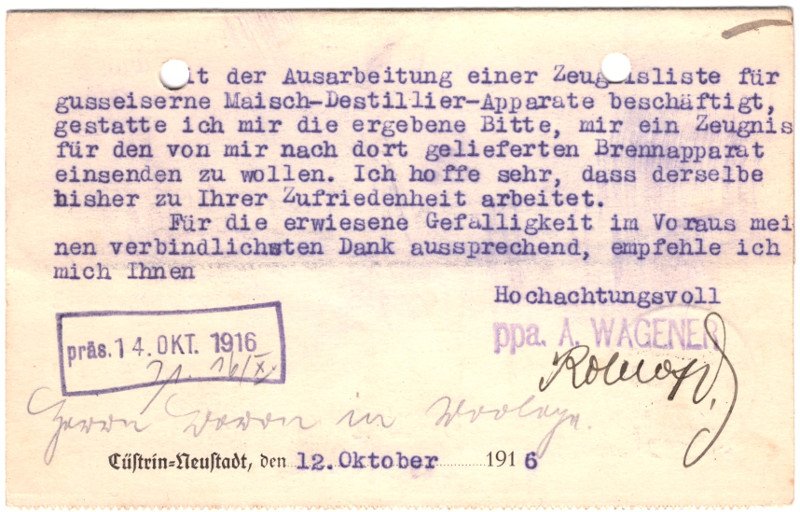 it der Ausarbeitung einer Zeugnisliste für
gusseiserne Maisch-Destillier-Apparate beschäftigt,
gestatte ich mir die ergebene Bitte, mir ein Zeugnis
für den von mir nach dort gelieferten Brennapparat
einsenden zu wollen. Ich hoffe sehr, dass derselbe
bisher zu Ihrer Zufriedenheit arbeitet.
Für die erwiesene Gefälligkeit im Voraus mei
nen verbindlichsten Dank aussprechend, empfehle ich
mich Ihnen
Hochachtungsvoll
ppa. A. WAGENER
präs. 14. OKT. 1916
Herrn
Cüstrin-Neustadt, den 12.Oktober 1916